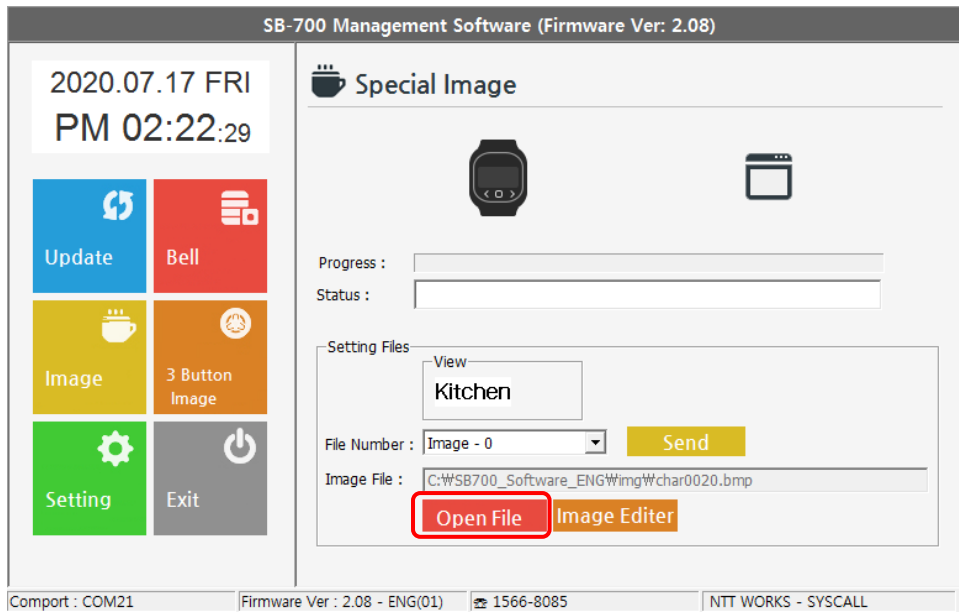 SB-700 Management Software (Firmware Ver: 2.08)
2020.07.17 FRI
PM 02:22:29
Update
Bell
Image
3 Button
Image
Setting
Exit
Special Image
Progress :
Status :
Setting Files
View
Kitchen
File Number :
Image - 0
Send
Image File :
C:₩SB700_Software_ENG₩img₩char0020.bmp
Open File
Image Editer
Comport : COM21
Firmware Ver : 2.08 - ENG(01)
☎ 1566-8085
NTT WORKS - SYSCALL